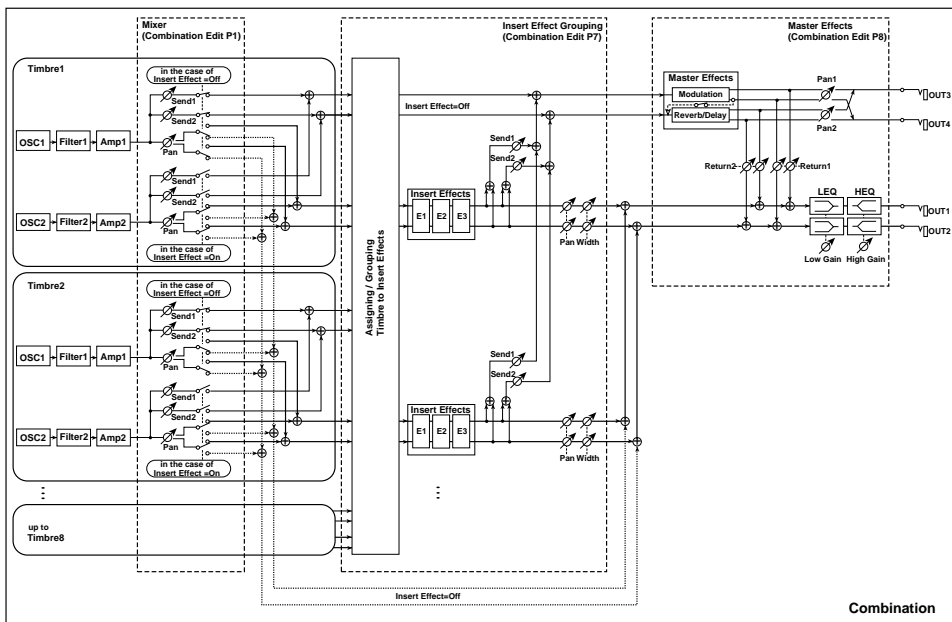 Mixer
(Combination Edit P1)
Insert Effect Grouping
(Combination Edit P7)
Master Effects
(Combination Edit P8)
Timbre1
in the case of
Insert Effect =Off
Send1
Send2
OSC1
Filter1
Amp1
Pan
Send1
Send2
OSC2
Filter2
Amp2
Pan
in the case of
Insert Effect =On
Timbre2
in the case of
Insert Effect =Off
Send1
Send2
OSC1
Filter1
Amp1
Pan
Send1
Send2
OSC2
Filter2
Amp2
Pan
in the case of
Insert Effect =On
up to
Timbre8
Assigning / Grouping
Timbre to Insert Effects
Insert Effect=Off
Send1
Send2
Insert Effects
E1 E2 E3
Pan Width
Send1
Send2
Insert Effects
E1 E2 E3
Pan Width
Insert Effect=Off
Master Effects
Modulation
Reverb/Delay
Pan1
Pan2
OUT3
OUT4
Return2
Return1
LEQ
HEQ
OUT1
OUT2
Low Gain
High Gain
Combination